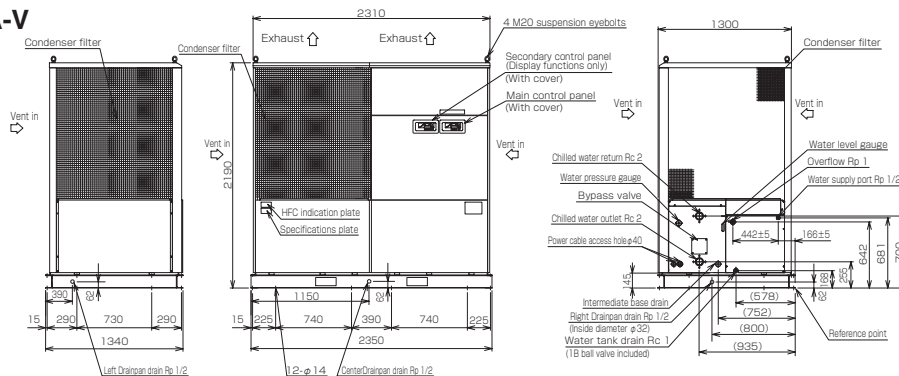 A-V
2310
4 M20 suspension eyebolts
1300
Condenser filter
Condenser filter
Exhaust
Exhaust
Secondary control panel
(Display functions only)
(With cover)
Main control panel
(With cover)
Condenser filter
Vent in
Vent in
Vent in
Vent in
Vent in
2190
Water level gauge
Overflow Rp 1
Water supply port Rp 1/2
Chilled water return Rc 2
Water pressure gauge
Bypass valve
Chilled water outlet Rc 2
Power cable access hole φ40
HFC indication plate
Specifications plate
442±5
166±5
642
681
145
168
255
62
390
62
1150
62
15
290
730
290
1340
15
225
740
390
740
225
2350
Left Drainpan drain Rp 1/2
12-φ14
CenterDrainpan drain Rp 1/2
Intermediate base drain
Right Drainpan drain Rp 1/2
(Inside diameter φ32)
Water tank drain Rc 1
(1B ball valve included)
(578)
(752)
(800)
(935)
Reference point